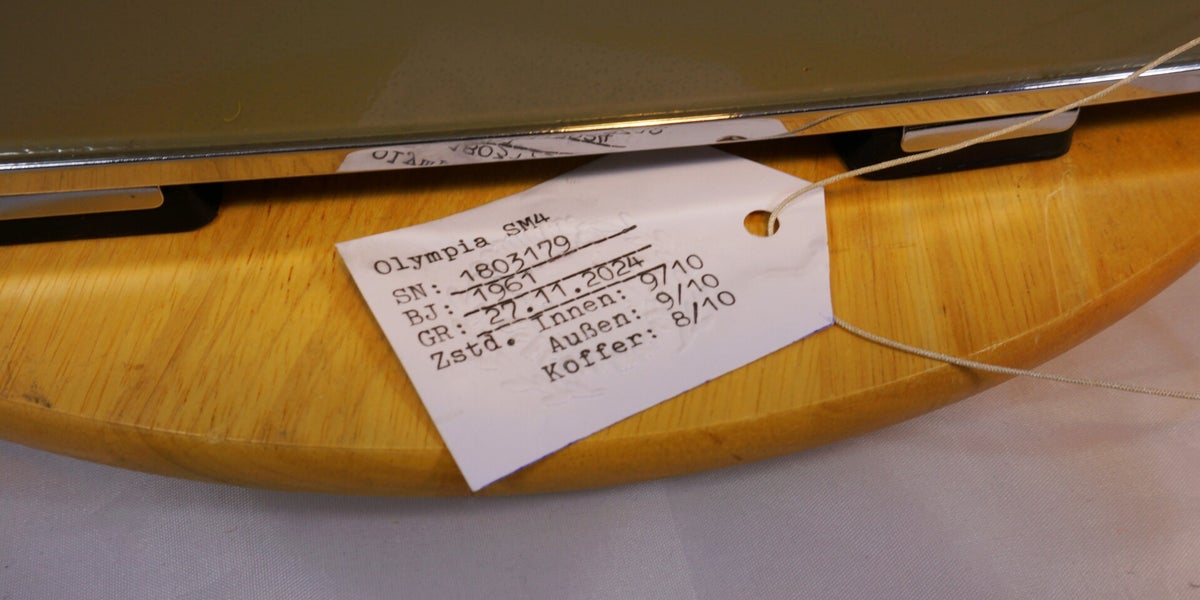 Olympia SM4
SN: 1803179
BJ: 1961
GR: 27.11.2024
Zstd. Innen: 9/10
Außen: 9/10
Koffer: 8/10